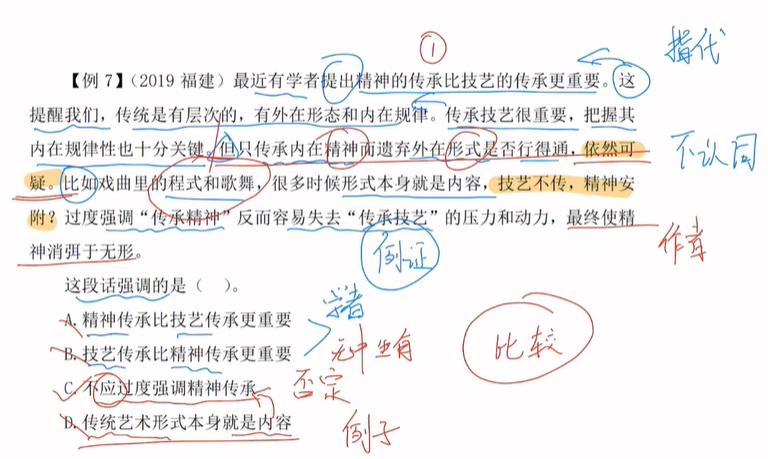 ①
指代
【例 7】（2019 福建）最近有学者提出精神的传承比技艺的传承更重要。这
提醒我们，传统是有层次的，有外在形态和内在规律。传承技艺很重要，把握其
内在规律性也十分关键。但只传承内在精神而遗弃外在形式是否行得通，依然可
不认同
疑。比如戏曲里的程式和歌舞，很多时候形式本身就是内容，技艺不传，精神安
附？过度强调“传承精神”反而容易失去“传承技艺”的压力和动力，最终使精
作者
神消弭于无形。
例证
这段话强调的是（ ）。
A. 精神传承比技艺传承更重要
学者
B. 技艺传承比精神传承更重要
无中生有
比较
C. 不应过度强调精神传承
否定
D. 传统艺术形式本身就是内容
例子